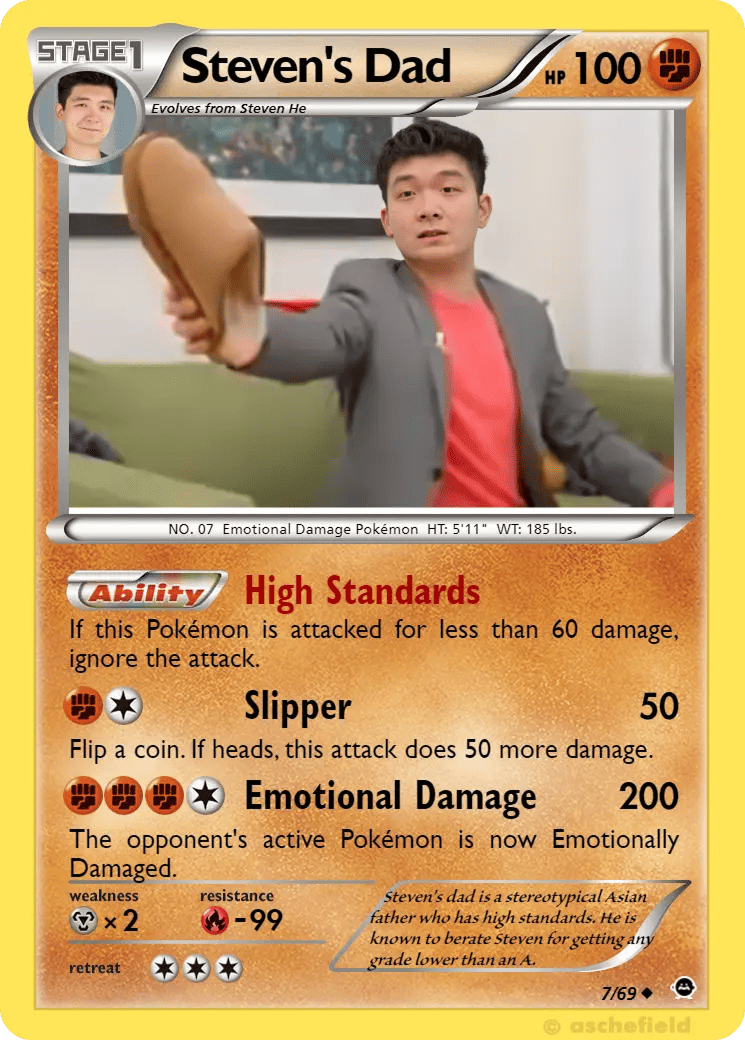 STAGE1
Steven's Dad
HP 100
Evolves from Steven He
NO. 07 Emotional Damage Pokémon HT: 5'11" WT: 185 lbs.
Ability High Standards
If this Pokémon is attacked for less than 60 damage,
ignore the attack.
Slipper 50
Flip a coin. If heads, this attack does 50 more damage.
Emotional Damage 200
The opponent's active Pokémon is now Emotionally
Damaged.
weakness
×2
resistance
-99
retreat
Steven's dad is a stereotypical Asian
father who has high standards. He is
known to berate Steven for getting any
grade lower than an A.
7/69
© aschefield